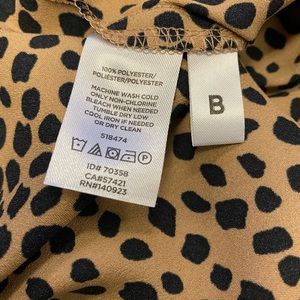 100% POLYESTER/
POLIÉSTER/POLYESTER
MACHINE WASH COLD
ONLY NON-CHLORINE
BLEACH WHEN NEEDED
TUMBLE DRY LOW
COOL IRON IF NEEDED
OR DRY CLEAN
518474
ID# 70358
CA#57421
RN#140923
B